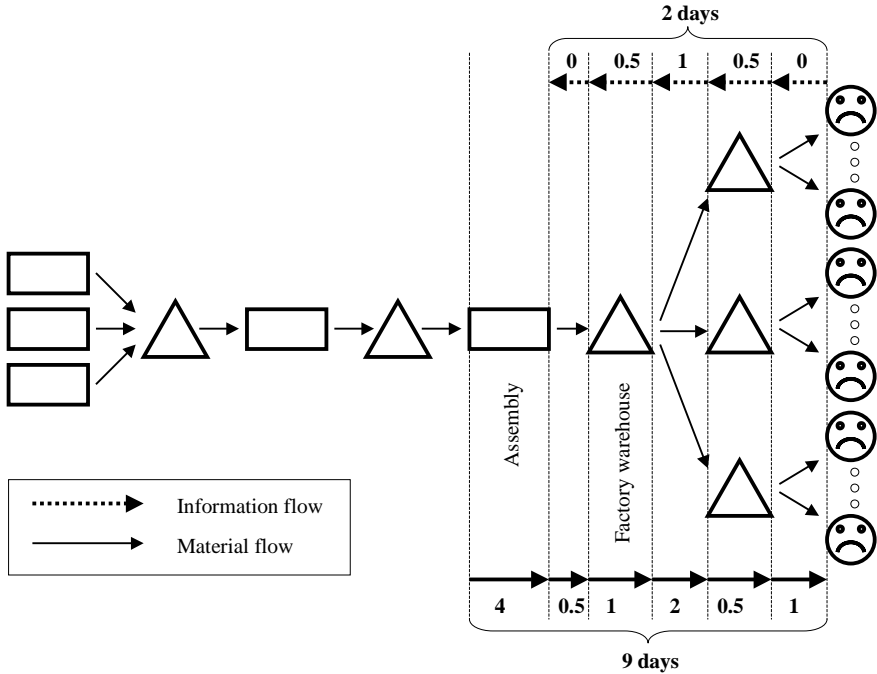 2 days
0 0.5 1 0.5 0
Assembly
Factory warehouse
Information flow
Material flow
4 0.5 1 2 0.5 1
9 days